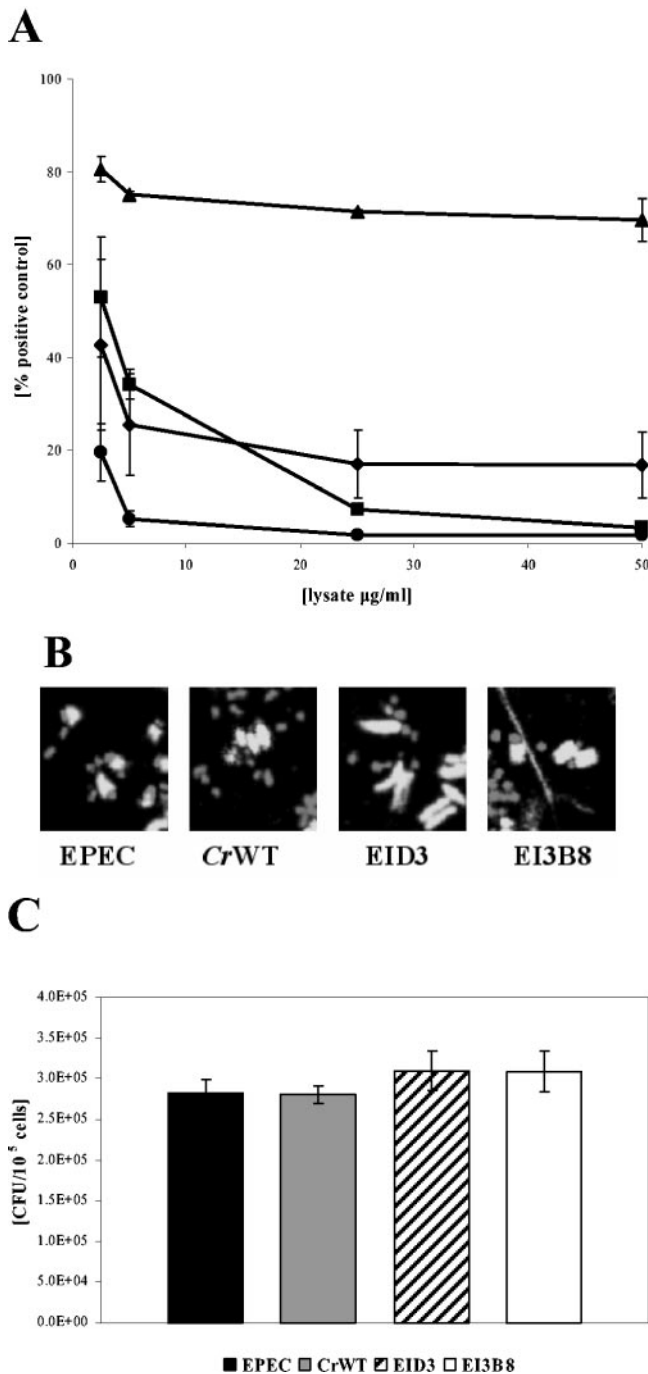 A
100
80
60
40
20
0
[% positive control]
0 10 20 30 40 50
[lysate µg/ml]
B
EPEC CrWT EID3 EI3B8
C
4.0E+05
3.5E+05
3.0E+05
2.5E+05
2.0E+05
1.5E+05
1.0E+05
5.0E+04
0.0E+00
[CFU/10⁵ cells]
EPEC CrWT EID3 EI3B8